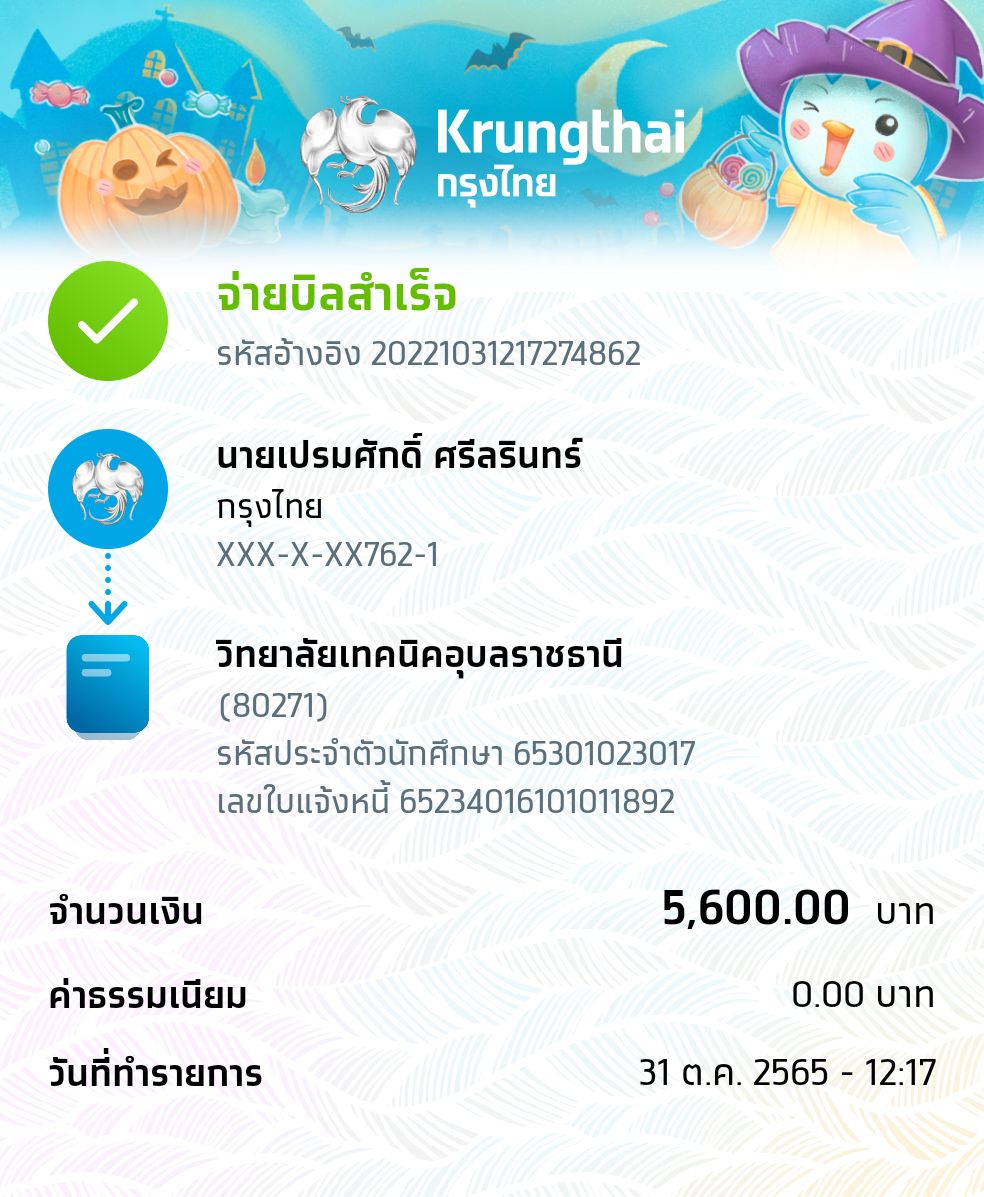 Krungthai
กรุงไทย
จ่ายบิลสำเร็จ
รหัสอ้างอิง 20221031217274862
นายเปรมศักดิ์ ศรีลรินทร์
กรุงไทย
XXX-X-XX762-1
วิทยาลัยเทคนิคอุบลราชธานี
(80271)
รหัสประจำตัวนักศึกษา 65301023017
เลขใบแจ้งหนี้ 65234016101011892
จำนวนเงิน 5,600.00 บาท
ค่าธรรมเนียม 0.00 บาท
วันที่ทำรายการ 31 ต.ค. 2565 - 12:17